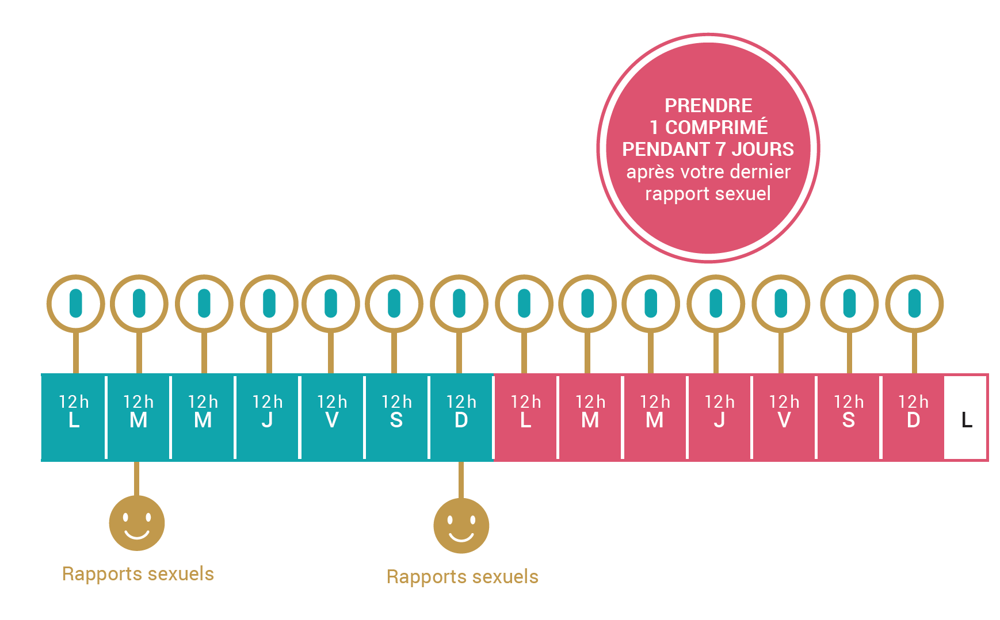 PRENDRE
1 COMPRIMÉ
PENDANT 7 JOURS
après votre dernier
rapport sexuel
12h 12h 12h 12h 12h 12h 12h 12h 12h 12h 12h 12h 12h 12h
L M M J V S D L M M J V S D L
Rapports sexuels
Rapports sexuels